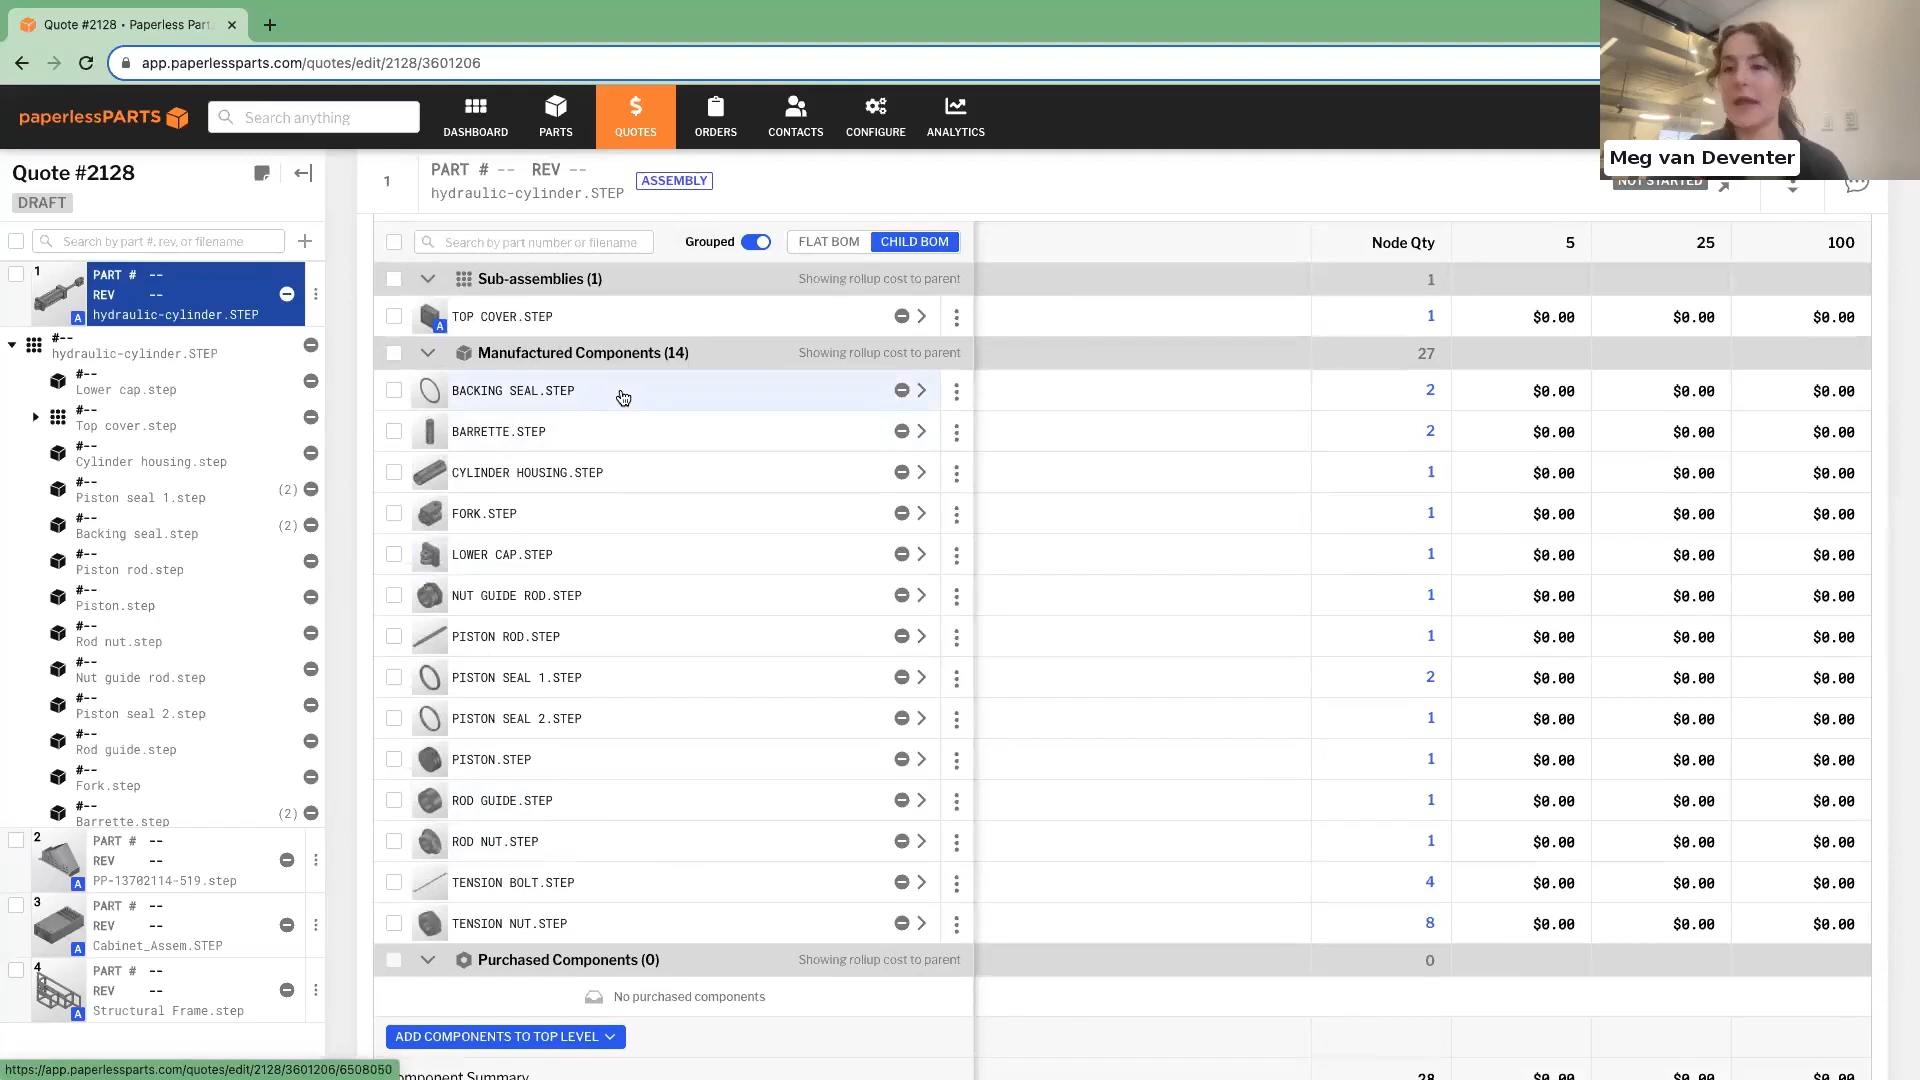 Quote #2128 • Paperless Part
app.paperlessparts.com/quotes/edit/2128/3601206
paperlessPARTS
Search anything
DASHBOARD
PARTS
QUOTES
ORDERS
CONTACTS
CONFIGURE
ANALYTICS
Meg van Deventer
Quote #2128
DRAFT
Search by part #, rev, or filename
1
PART # --
REV --
hydraulic-cylinder.STEP
A
#--
hydraulic-cylinder.STEP
#--
Lower cap.step
#--
Top cover.step
#--
Cylinder housing.step
#--
Piston seal 1.step
(2)
#--
Backing seal.step
(2)
#--
Piston rod.step
#--
Piston.step
#--
Rod nut.step
#--
Nut guide rod.step
#--
Piston seal 2.step
#--
Rod guide.step
#--
Fork.step
#--
Barrette.step
(2)
2
PART # --
REV --
PP-13702114-519.step
A
3
PART # --
REV --
Cabinet_Assem.STEP
A
4
PART # --
REV --
Structural Frame.step
A
https://app.paperlessparts.com/quotes/edit/2128/3601206/6508050
1
PART # -- REV --
hydraulic-cylinder.STEP
ASSEMBLY
NOT STARTED
Search by part number or filename
Grouped
FLAT BOM
CHILD BOM
Node Qty
5
25
100
Sub-assemblies (1)
Showing rollup cost to parent
1
A
TOP COVER.STEP
1
$0.00
$0.00
$0.00
Manufactured Components (14)
Showing rollup cost to parent
27
BACKING SEAL.STEP
2
$0.00
$0.00
$0.00
BARRETTE.STEP
2
$0.00
$0.00
$0.00
CYLINDER HOUSING.STEP
1
$0.00
$0.00
$0.00
FORK.STEP
1
$0.00
$0.00
$0.00
LOWER CAP.STEP
1
$0.00
$0.00
$0.00
NUT GUIDE ROD.STEP
1
$0.00
$0.00
$0.00
PISTON ROD.STEP
1
$0.00
$0.00
$0.00
PISTON SEAL 1.STEP
2
$0.00
$0.00
$0.00
PISTON SEAL 2.STEP
1
$0.00
$0.00
$0.00
PISTON.STEP
1
$0.00
$0.00
$0.00
ROD GUIDE.STEP
1
$0.00
$0.00
$0.00
ROD NUT.STEP
1
$0.00
$0.00
$0.00
TENSION BOLT.STEP
4
$0.00
$0.00
$0.00
TENSION NUT.STEP
8
$0.00
$0.00
$0.00
Purchased Components (0)
Showing rollup cost to parent
0
No purchased components
ADD COMPONENTS TO TOP LEVEL
omponent Summary
28
$0.00
$0.00
$0.00